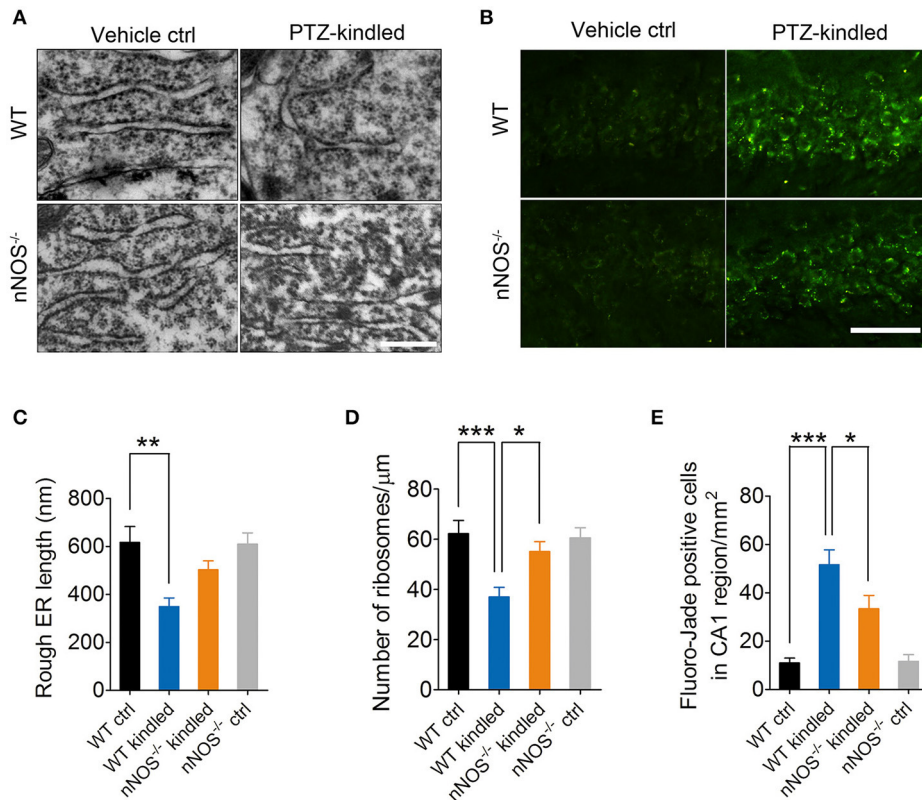 A
Vehicle ctrl
PTZ-kindled
WT
nNOS-/-
B
Vehicle ctrl
PTZ-kindled
WT
nNOS-/-
C
**
Rough ER length (nm)
800
600
400
200
0
WT ctrl
WT kindled
nNOS-/- kindled
nNOS-/- ctrl
D
***
*
Number of ribosomes/μm
80
60
40
20
0
WT ctrl
WT kindled
nNOS-/- kindled
nNOS-/- ctrl
E
***
*
Fluoro-Jade positive cells
in CA1 region/mm2
80
60
40
20
0
WT ctrl
WT kindled
nNOS-/- kindled
nNOS-/- ctrl